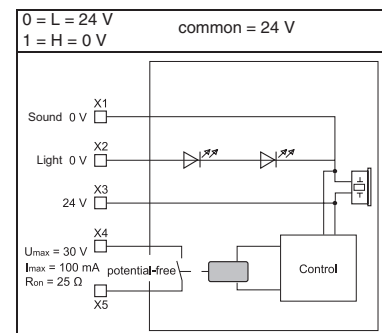 0 = L = 24 V
1 = H = 0 V
common = 24 V
X1
Sound 0 V
X2
Light 0 V
X3
24 V
X4
Umax = 30 V
Imax = 100 mA
Ron = 25 Ω
potential-free
X5
Control